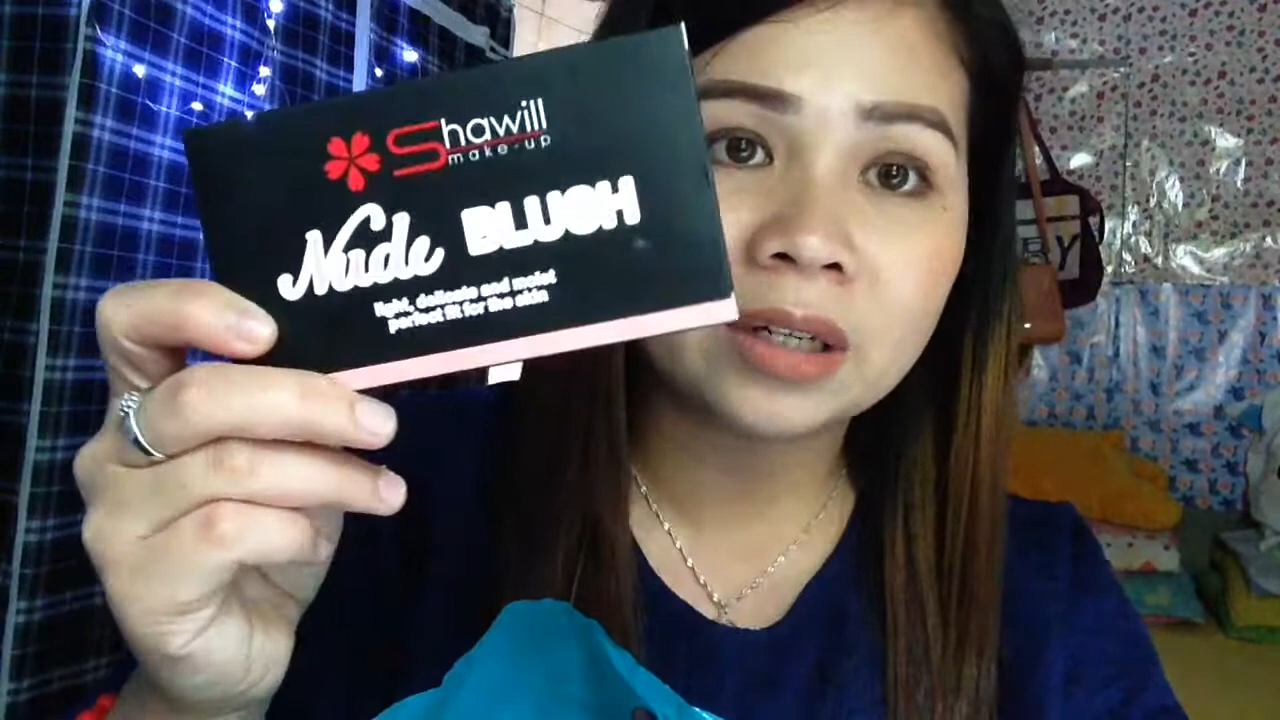 Shawill
make-up
Nude BLUSH
light, delicate and moist
perfect fit for the skin